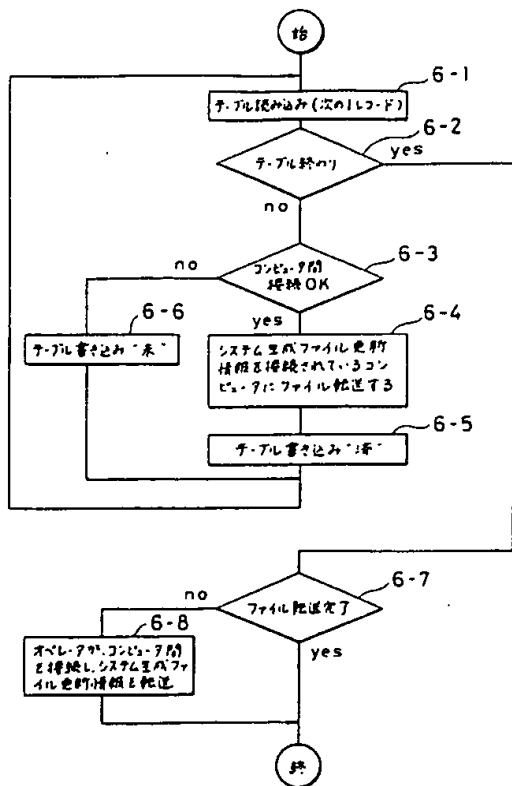 始
6-1
テーブル読み込み(次の1レコード)
6-2
テーブル終わり
yes
no
6-3
コンピュータ間
接続OK
no
yes
6-6
テーブル書き込み“未”
6-4
システム生成ファイル更新
情報を接続されているコン
ピュータにファイル転送する
6-5
テーブル書き込み“済”
6-7
ファイル転送完了
no
yes
6-8
オペレータが、コンピュータ間
を接続し、システム生成ファ
イル更新情報を転送
終